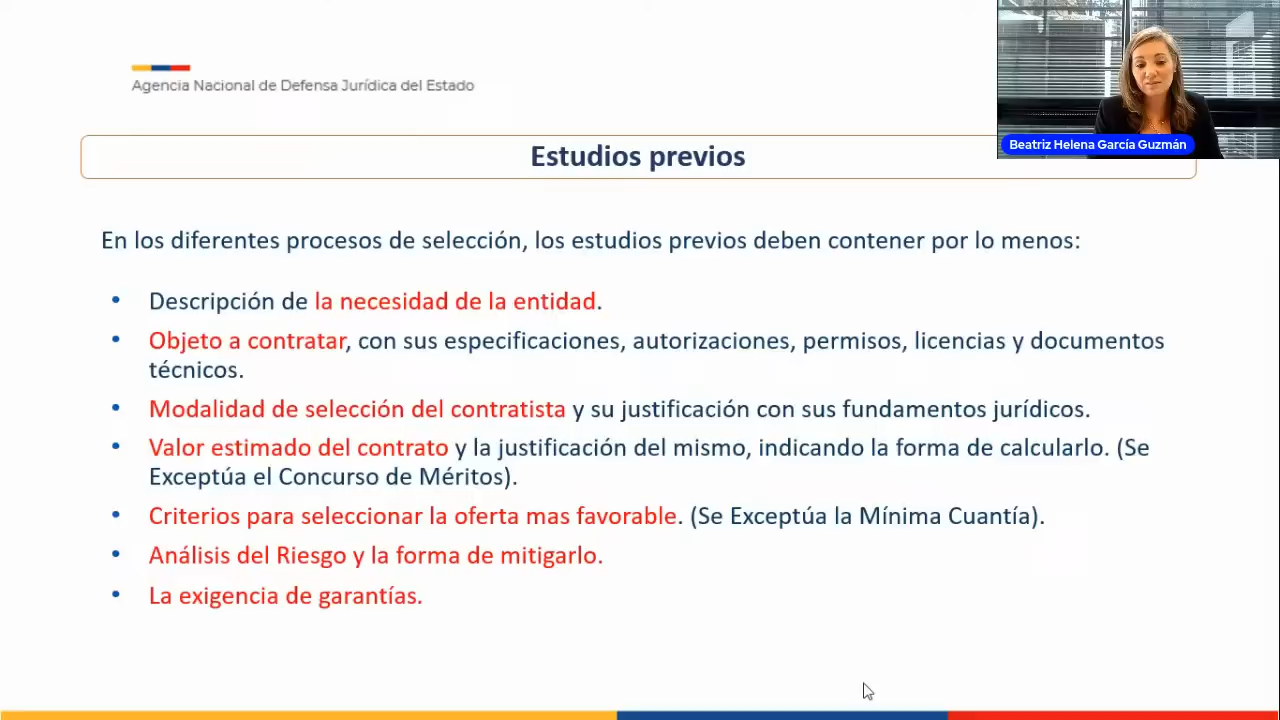 Agencia Nacional de Defensa Jurídica del Estado
Beatriz Helena García Guzmán
Estudios previos
En los diferentes procesos de selección, los estudios previos deben contener por lo menos:
• Descripción de la necesidad de la entidad.
• Objeto a contratar, con sus especificaciones, autorizaciones, permisos, licencias y documentos
técnicos.
• Modalidad de selección del contratista y su justificación con sus fundamentos jurídicos.
• Valor estimado del contrato y la justificación del mismo, indicando la forma de calcularlo. (Se
Exceptúa el Concurso de Méritos).
• Criterios para seleccionar la oferta mas favorable. (Se Exceptúa la Mínima Cuantía).
• Análisis del Riesgo y la forma de mitigarlo.
• La exigencia de garantías.